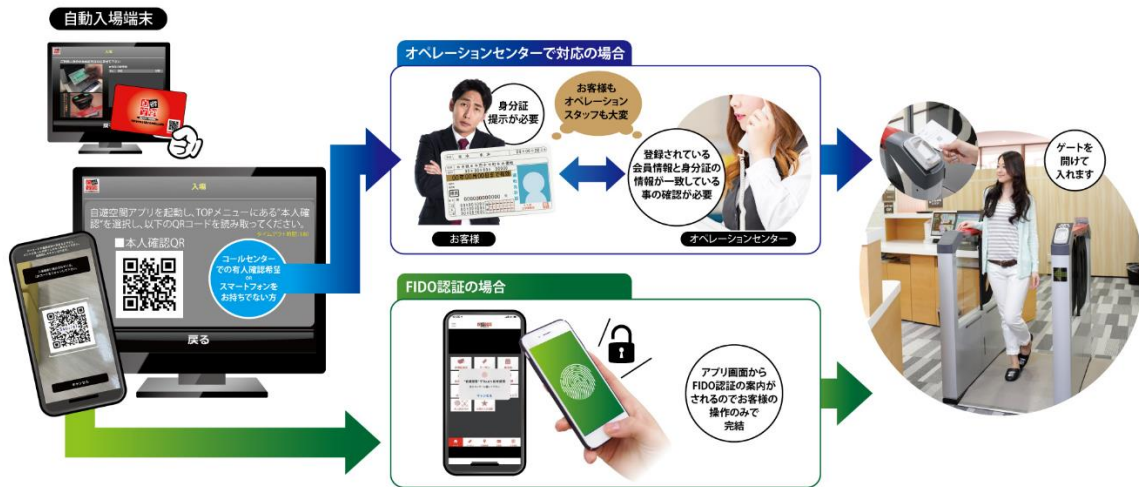 自動入場端末
入場
戻る
入場
自遊空間アプリを起動し、TOPメニューにある"本人確
認"を選択し、以下のQRコードを読み取ってください。
■本人確認QR
コールセンター
での有人確認希望
or
スマートフォンを
お持ちでない方
戻る
オペレーションセンターで対応の場合
身分証
提示が必要
お客様も
オペレーション
スタッフも大変
登録されている
会員情報と身分証の
情報が一致している
事の確認が必要
お客様
オペレーションセンター
ゲートを
開けて
入れます
FIDO認証の場合
アプリ画面から
FIDO認証の案内が
されるのでお客様の
操作のみで
完結